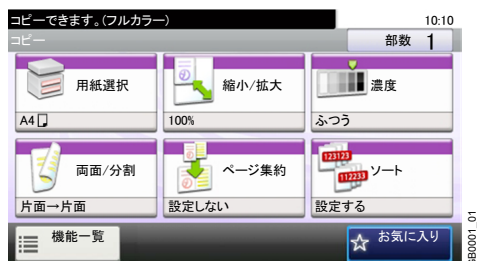 コピーできます。(フルカラー)
10:10
コピー
部数 1
用紙選択
A4
縮小/拡大
100%
濃度
ふつう
両面/分割
片面→片面
ページ集約
設定しない
123123
112233
ソート
設定する
機能一覧
お気に入り